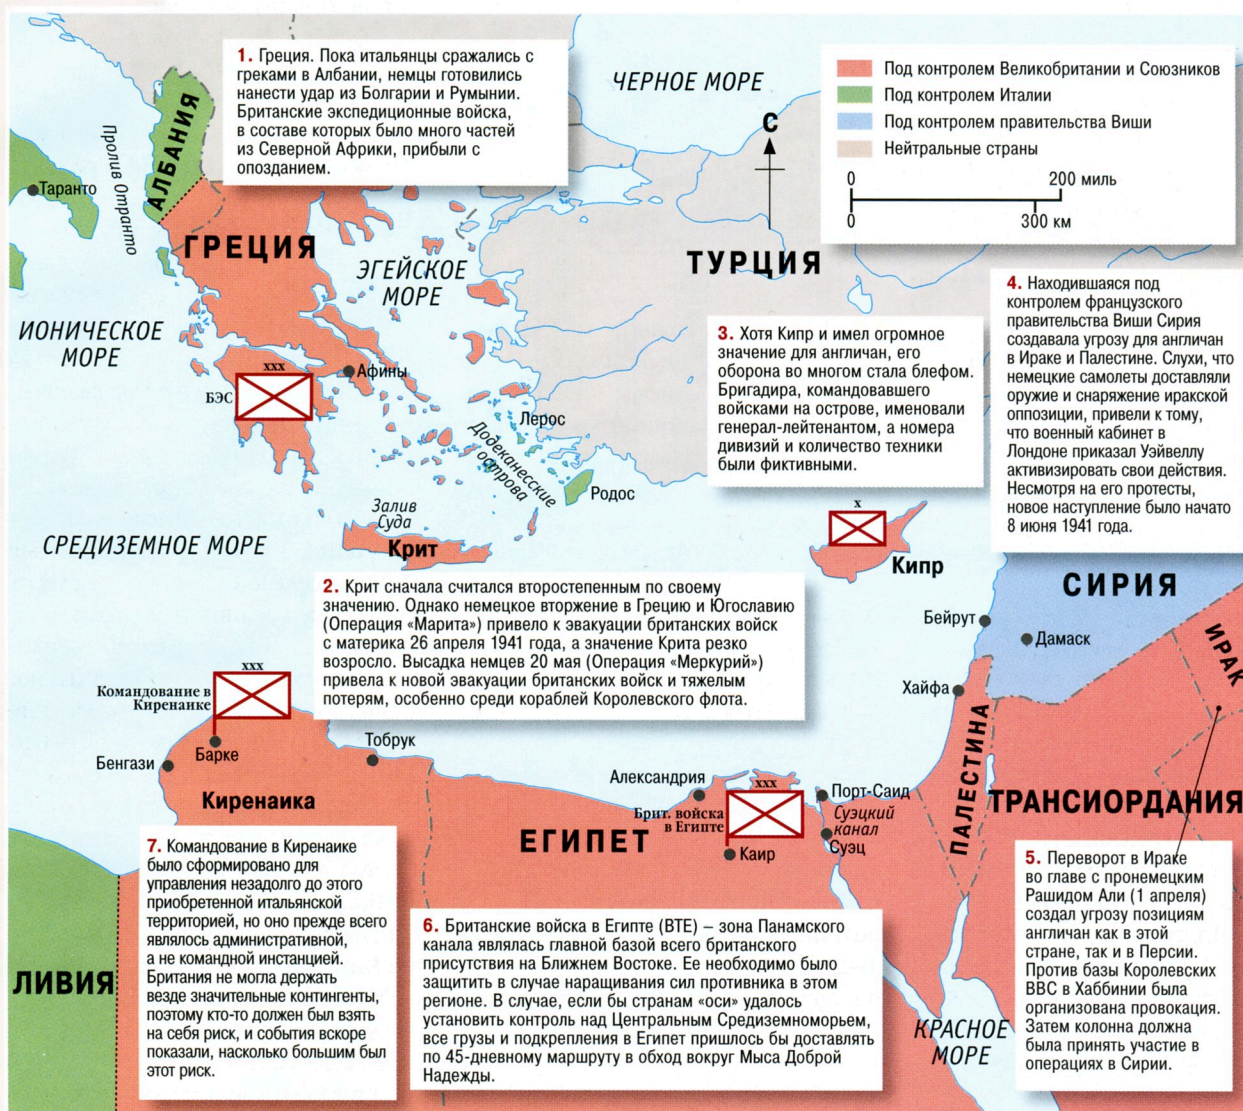 1. Греция. Пока итальянцы сражались с
греками в Албании, немцы готовились
нанести удар из Болгарии и Румынии.
Британские экспедиционные войска,
в составе которых было много частей
из Северной Африки, прибыли с
опозданием.
ЧЕРНОЕ МОРЕ
С
Под контролем Великобритании и Союзников
Под контролем Италии
Под контролем правительства Виши
Нейтральные страны
0 200 миль
0 300 км
АЛБАНИЯ
Пролив Отранто
Таранто
ГРЕЦИЯ
ЭГЕЙСКОЕ
МОРЕ
ТУРЦИЯ
ИОНИЧЕСКОЕ
МОРЕ
4. Находившаяся под
контролем французского
правительства Виши Сирия
создавала угрозу для англичан
в Ираке и Палестине. Слухи, что
немецкие самолеты доставляли
оружие и снаряжение иракской
оппозиции, привели к тому,
что военный кабинет в
Лондоне приказал Уэйвеллу
активизировать свои действия.
Несмотря на его протесты,
новое наступление было начато
8 июня 1941 года.
3. Хотя Кипр и имел огромное
значение для англичан, его
оборона во многом стала блефом.
Бригадира, командовавшего
войсками на острове, именовали
генерал-лейтенантом, а номера
дивизий и количество техники
были фиктивными.
xxx
БЭС
Афины
Лерос
Додеканесские
острова
Родос
Залив
Суда
Крит
x
Кипр
СРЕДИЗЕМНОЕ МОРЕ
2. Крит сначала считался второстепенным по своему
значению. Однако немецкое вторжение в Грецию и Югославию
(Операция «Марита») привело к эвакуации британских войск
с материка 26 апреля 1941 года, а значение Крита резко
возросло. Высадка немцев 20 мая (Операция «Меркурий»)
привела к новой эвакуации британских войск и тяжелым
потерям, особенно среди кораблей Королевского флота.
СИРИЯ
Бейрут
Дамаск
ИРАК
Хайфа
ПАЛЕСТИНА
ТРАНСИОРДАНИЯ
xxx
Командование в
Киренаике
Барке
Бенгази
Тобрук
Киренаика
Александрия
xxx
Брит. войска
в Египте
Каир
Порт-Саид
Суэцкий
канал
Суэц
ЕГИПЕТ
7. Командование в Киренаике
было сформировано для
управления незадолго до этого
приобретенной итальянской
территорией, но оно прежде всего
являлось административной,
а не командной инстанцией.
Британия не могла держать
везде значительные контингенты,
поэтому кто-то должен был взять
на себя риск, и события вскоре
показали, насколько большим был
этот риск.
ЛИВИЯ
6. Британские войска в Египте (ВТЕ) – зона Панамского
канала являлась главной базой всего британского
присутствия на Ближнем Востоке. Ее необходимо было
защитить в случае наращивания сил противника в этом
регионе. В случае, если бы странам «оси» удалось
установить контроль над Центральным Средиземноморьем,
все грузы и подкрепления в Египет пришлось бы доставлять
по 45-дневному маршруту в обход вокруг Мыса Доброй
Надежды.
КРАСНОЕ
МОРЕ
5. Переворот в Ираке
во главе с пронемецким
Рашидом Али (1 апреля)
создал угрозу позициям
англичан как в этой
стране, так и в Персии.
Против базы Королевских
ВВС в Хаббинии была
организована провокация.
Затем колонна должна
была принять участие в
операциях в Сирии.